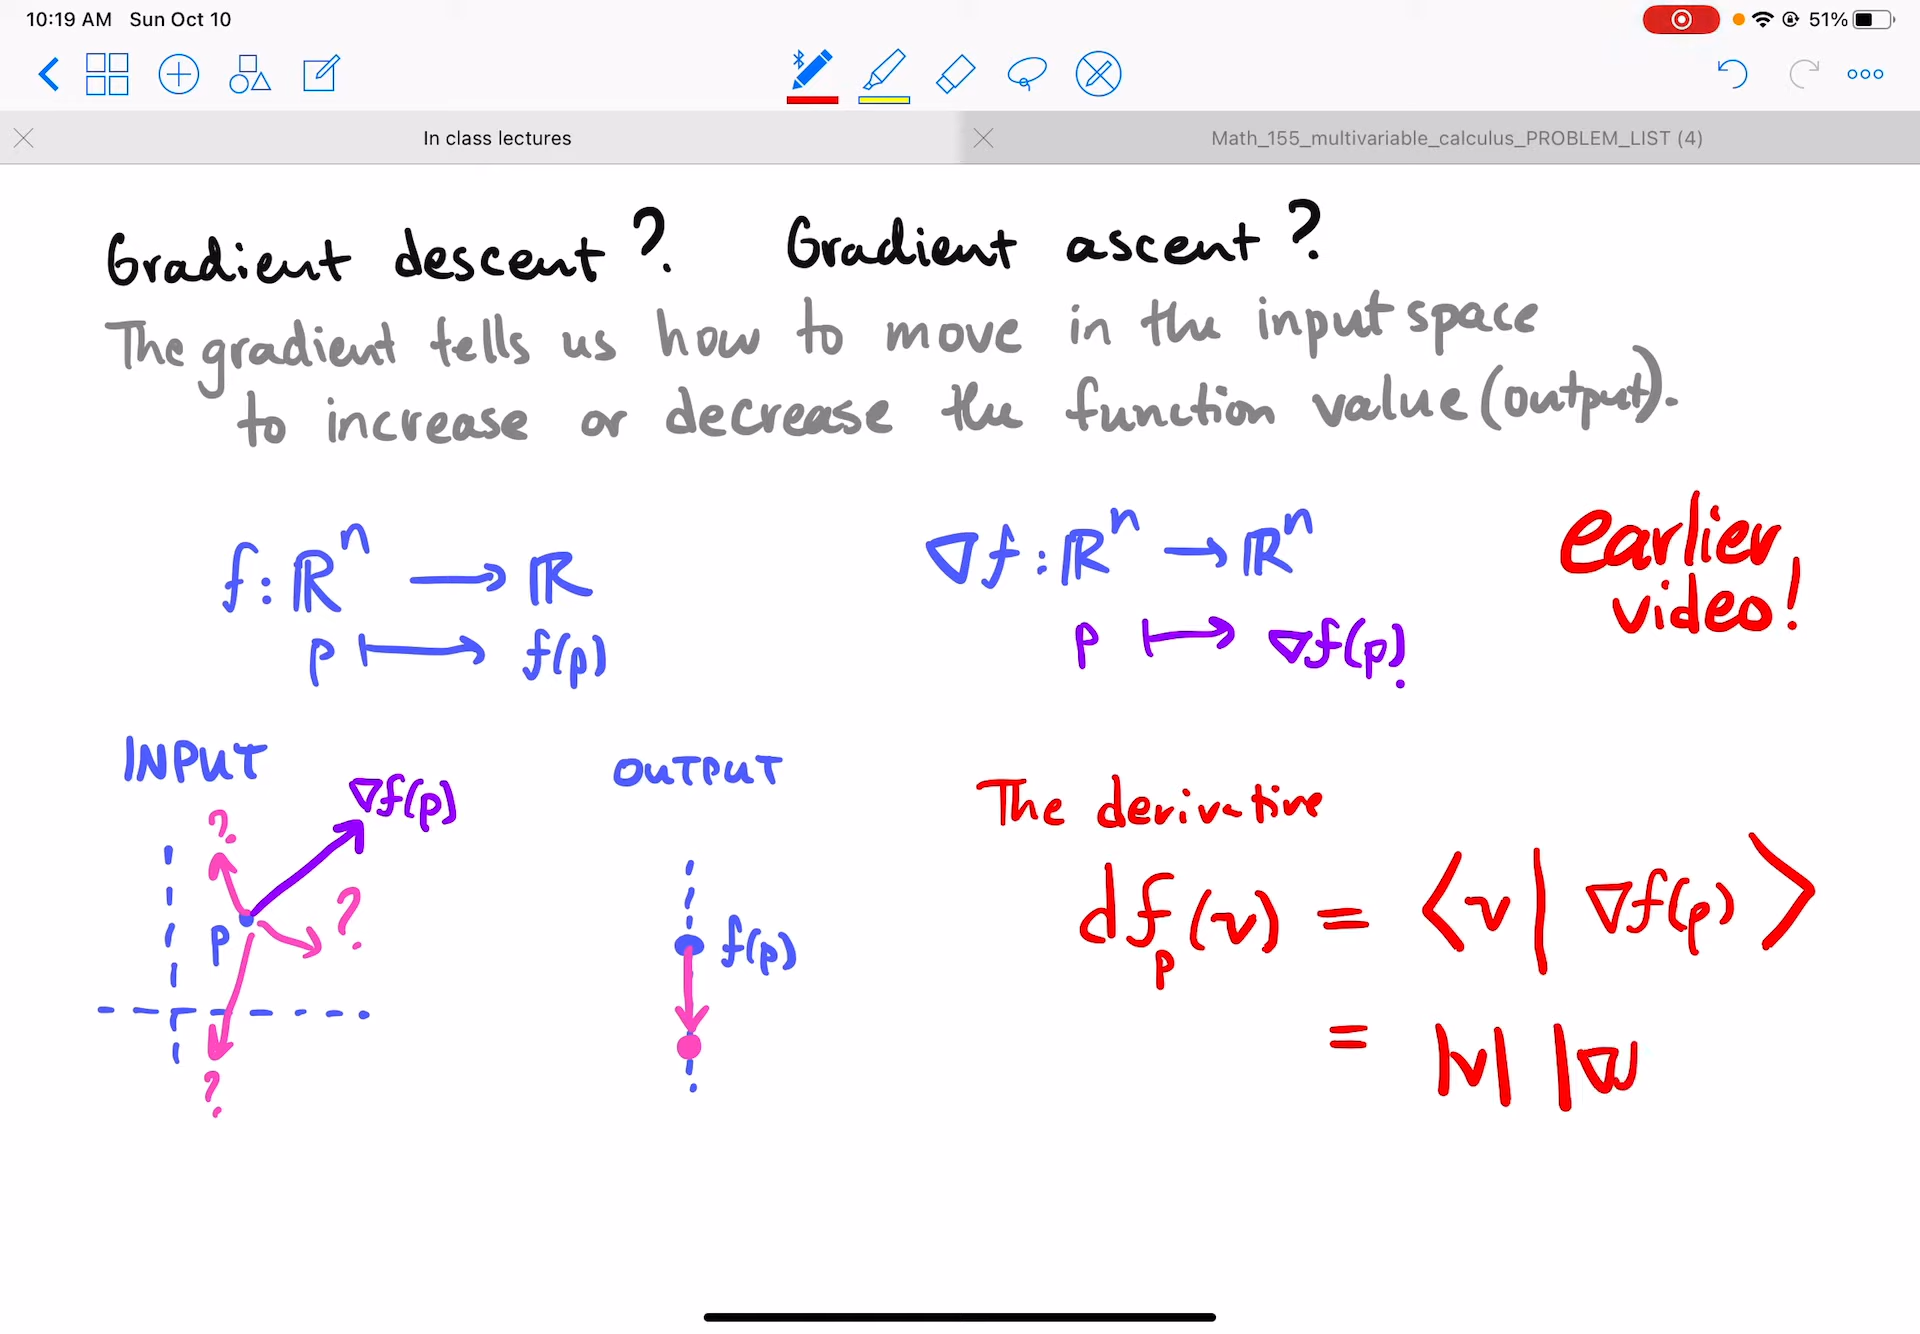 10:19 AM Sun Oct 10
51%
In class lectures
Math_155_multivariable_calculus_PROBLEM_LIST (4)
Gradient descent? Gradient ascent?
The gradient tells us how to move in the input space
to increase or decrease the function value (output).
f: ℝⁿ → ℝ
p ↦ f(p)
∇f: ℝⁿ → ℝⁿ
p ↦ ∇f(p).
earlier
video!
INPUT
∇f(p)
?
?
p
?
OUTPUT
f(p)
The derivative
df_p(v) = ⟨v| ∇f(p)⟩
= |v| |∇